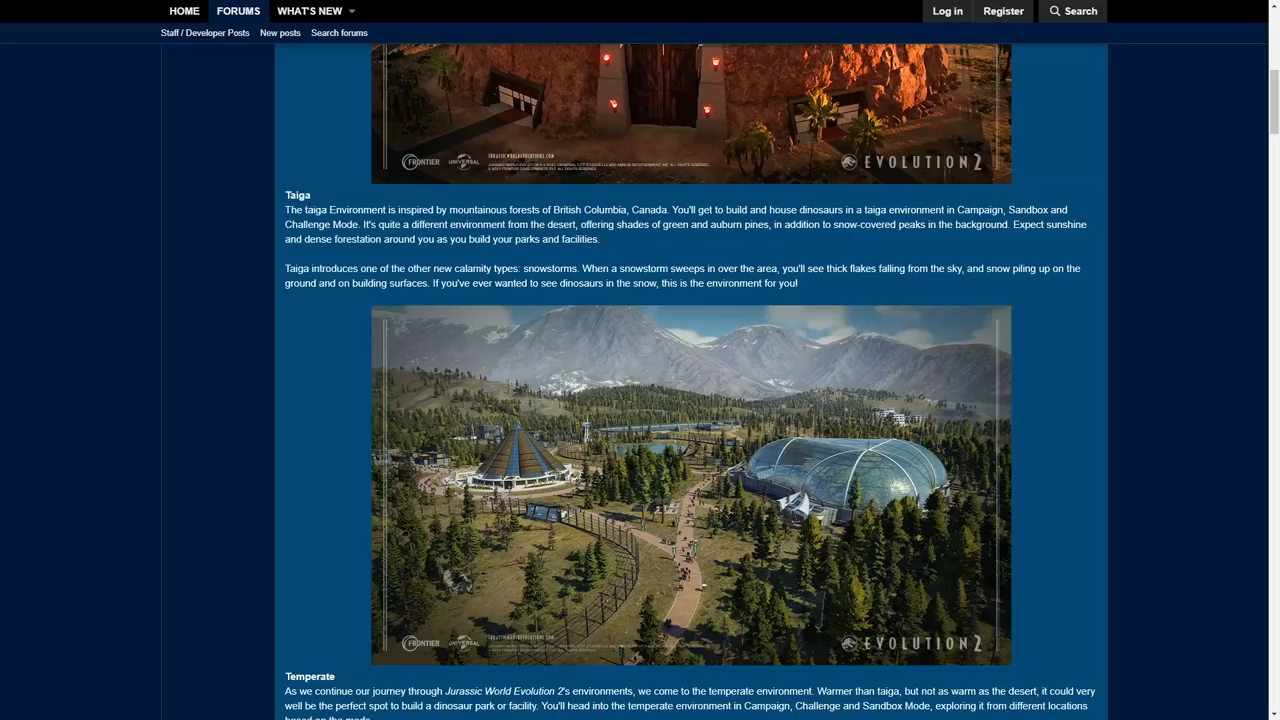 HOME FORUMS WHAT'S NEW Log in Register Search
Staff / Developer Posts New posts Search forums
FRONTIER UNIVERSAL JURASSICWORLDEVOLUTION2.COM EVOLUTION 2
Taiga
The taiga Environment is inspired by mountainous forests of British Columbia, Canada. You'll get to build and house dinosaurs in a taiga environment in Campaign, Sandbox and
Challenge Mode. It's quite a different environment from the desert, offering shades of green and auburn pines, in addition to snow-covered peaks in the background. Expect sunshine
and dense forestation around you as you build your parks and facilities.
Taiga introduces one of the other new calamity types: snowstorms. When a snowstorm sweeps in over the area, you'll see thick flakes falling from the sky, and snow piling up on the
ground and on building surfaces. If you've ever wanted to see dinosaurs in the snow, this is the environment for you!
FRONTIER UNIVERSAL EVOLUTION 2
Temperate
As we continue our journey through Jurassic World Evolution 2's environments, we come to the temperate environment. Warmer than taiga, but not as warm as the desert, it could very
well be the perfect spot to build a dinosaur park or facility. You'll head into the temperate environment in Campaign, Challenge and Sandbox Mode, exploring it from different locations
based on the mode.